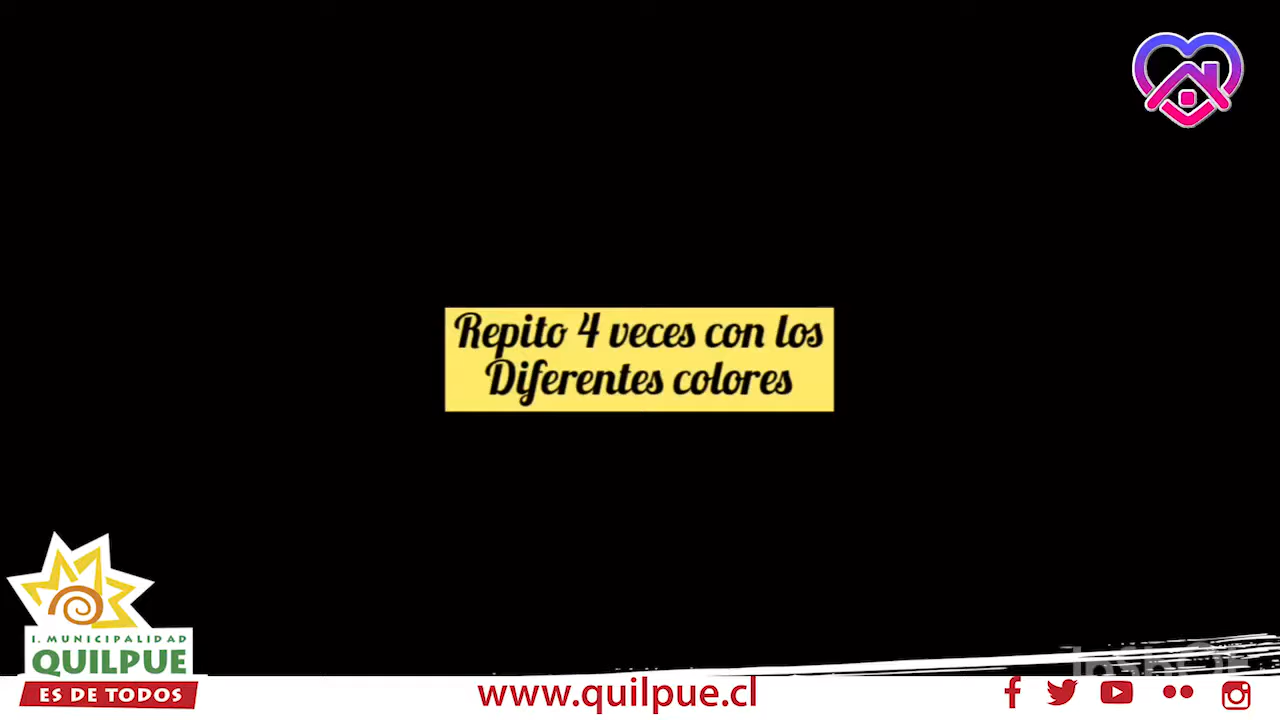 Repito 4 veces con los
Diferentes colores
I. MUNICIPALIDAD
QUILPUE
ES DE TODOS
www.quilpue.cl